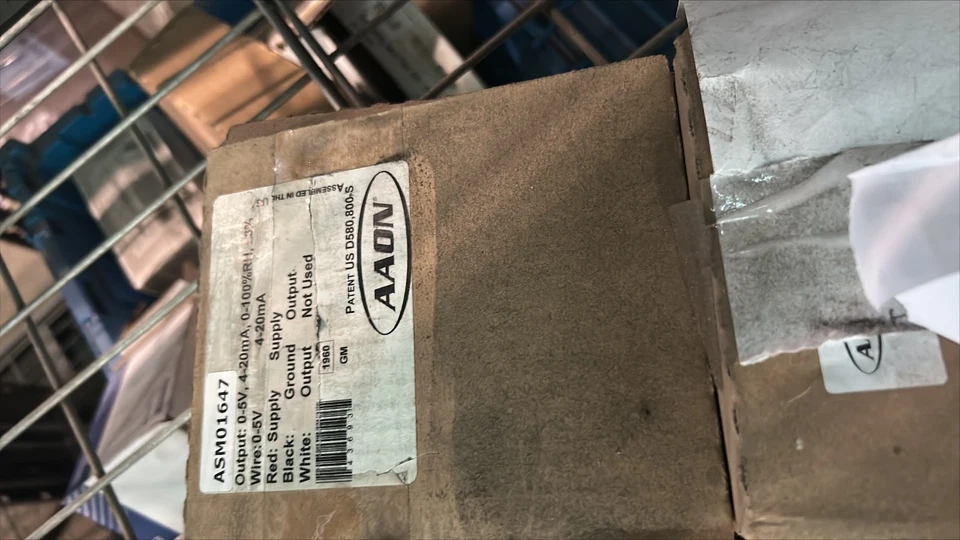 ASM01647
Output: 0-5V, 4-20mA, 0-100%RH, 3%
Wire: 0-5V 4-20mA
Red: Supply Supply
Black: Ground Output.
White: Output Not Used
1960
GM
436931
PATENT US D580,800 S
AAON®
ASSEMBLED IN THE